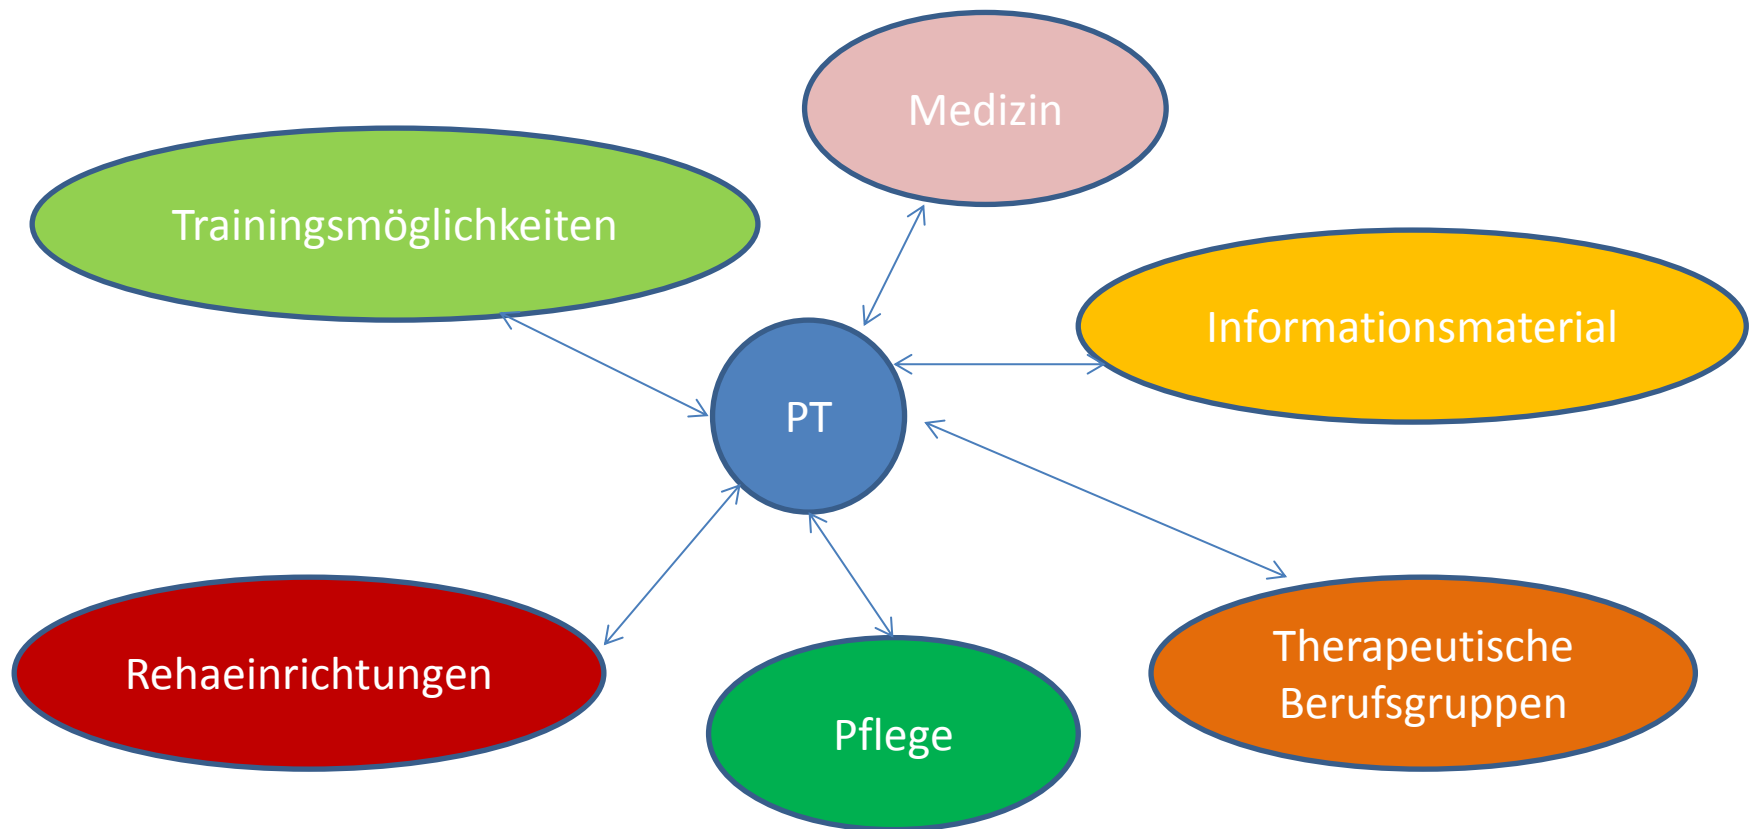 Medizin
Trainingsmöglichkeiten
Informationsmaterial
PT
Rehaeinrichtungen
Pflege
Therapeutische
Berufsgruppen